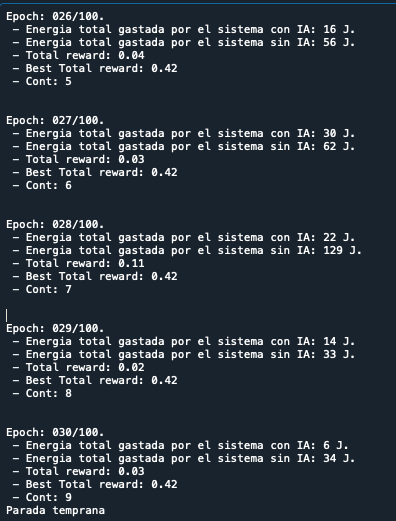 Epoch: 026/100.
- Energia total gastada por el sistema con IA: 16 J.
- Energia total gastada por el sistema sin IA: 56 J.
- Total reward: 0.04
- Best Total reward: 0.42
- Cont: 5
Epoch: 027/100.
- Energia total gastada por el sistema con IA: 30 J.
- Energia total gastada por el sistema sin IA: 62 J.
- Total reward: 0.03
- Best Total reward: 0.42
- Cont: 6
Epoch: 028/100.
- Energia total gastada por el sistema con IA: 22 J.
- Energia total gastada por el sistema sin IA: 129 J.
- Total reward: 0.11
- Best Total reward: 0.42
- Cont: 7
Epoch: 029/100.
- Energia total gastada por el sistema con IA: 14 J.
- Energia total gastada por el sistema sin IA: 33 J.
- Total reward: 0.02
- Best Total reward: 0.42
- Cont: 8
Epoch: 030/100.
- Energia total gastada por el sistema con IA: 6 J.
- Energia total gastada por el sistema sin IA: 34 J.
- Total reward: 0.03
- Best Total reward: 0.42
- Cont: 9
Parada temprana